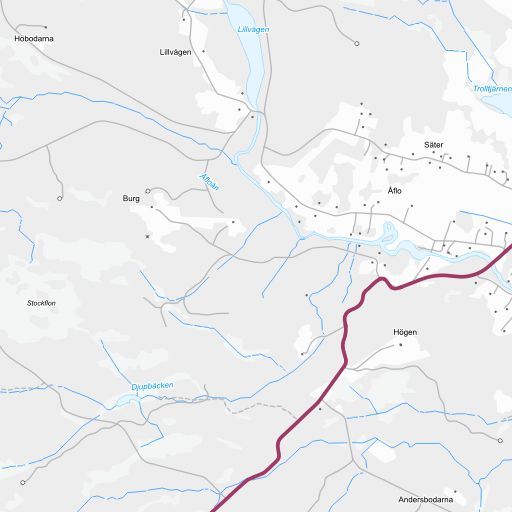 Lillvågen
Höbodarna
Lillvågen
Trolltjärnen
Säter
Åfloån
Åflo
Burg
Stockflon
Högen
Djupbäcken
Andersbodarna